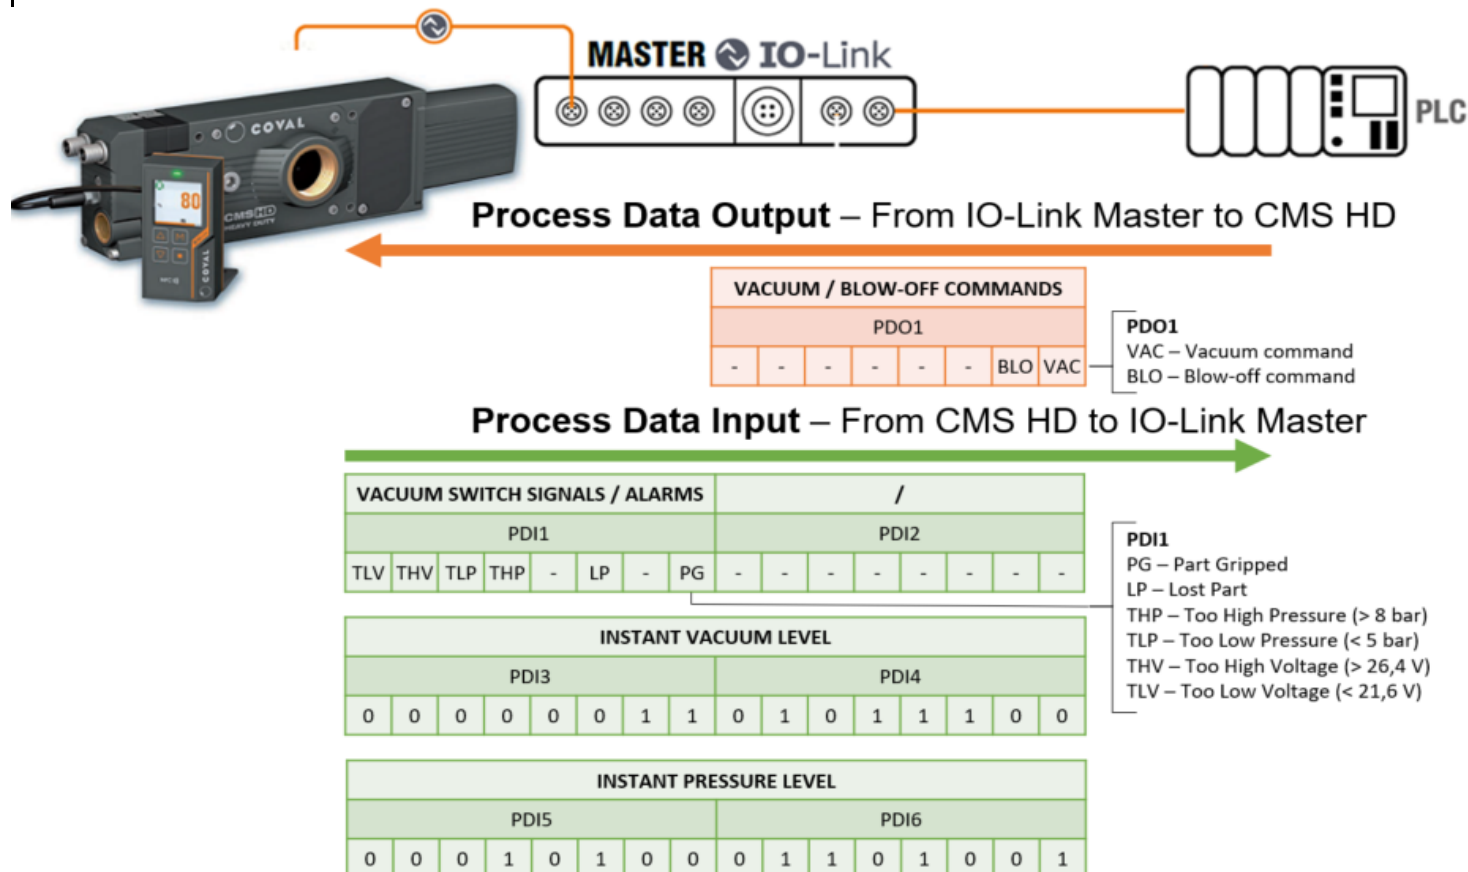 MASTER IO-Link
COVAL
PLC
80
CMS HD
HEAVY DUTY
COVAL
Process Data Output – From IO-Link Master to CMS HD
VACUUM / BLOW-OFF COMMANDS
PDO1
- - - - - - BLO VAC
PDO1
VAC – Vacuum command
BLO – Blow-off command
Process Data Input – From CMS HD to IO-Link Master
VACUUM SWITCH SIGNALS / ALARMS /
PDI1 PDI2
TLV THV TLP THP - LP - PG - - - - - - - -
PDI1
PG – Part Gripped
LP – Lost Part
THP – Too High Pressure (> 8 bar)
TLP – Too Low Pressure (< 5 bar)
THV – Too High Voltage (> 26,4 V)
TLV – Too Low Voltage (< 21,6 V)
INSTANT VACUUM LEVEL
PDI3 PDI4
0 0 0 0 0 0 1 1 0 1 0 1 1 1 0 0
INSTANT PRESSURE LEVEL
PDI5 PDI6
0 0 0 1 0 1 0 0 0 1 1 0 1 0 0 1